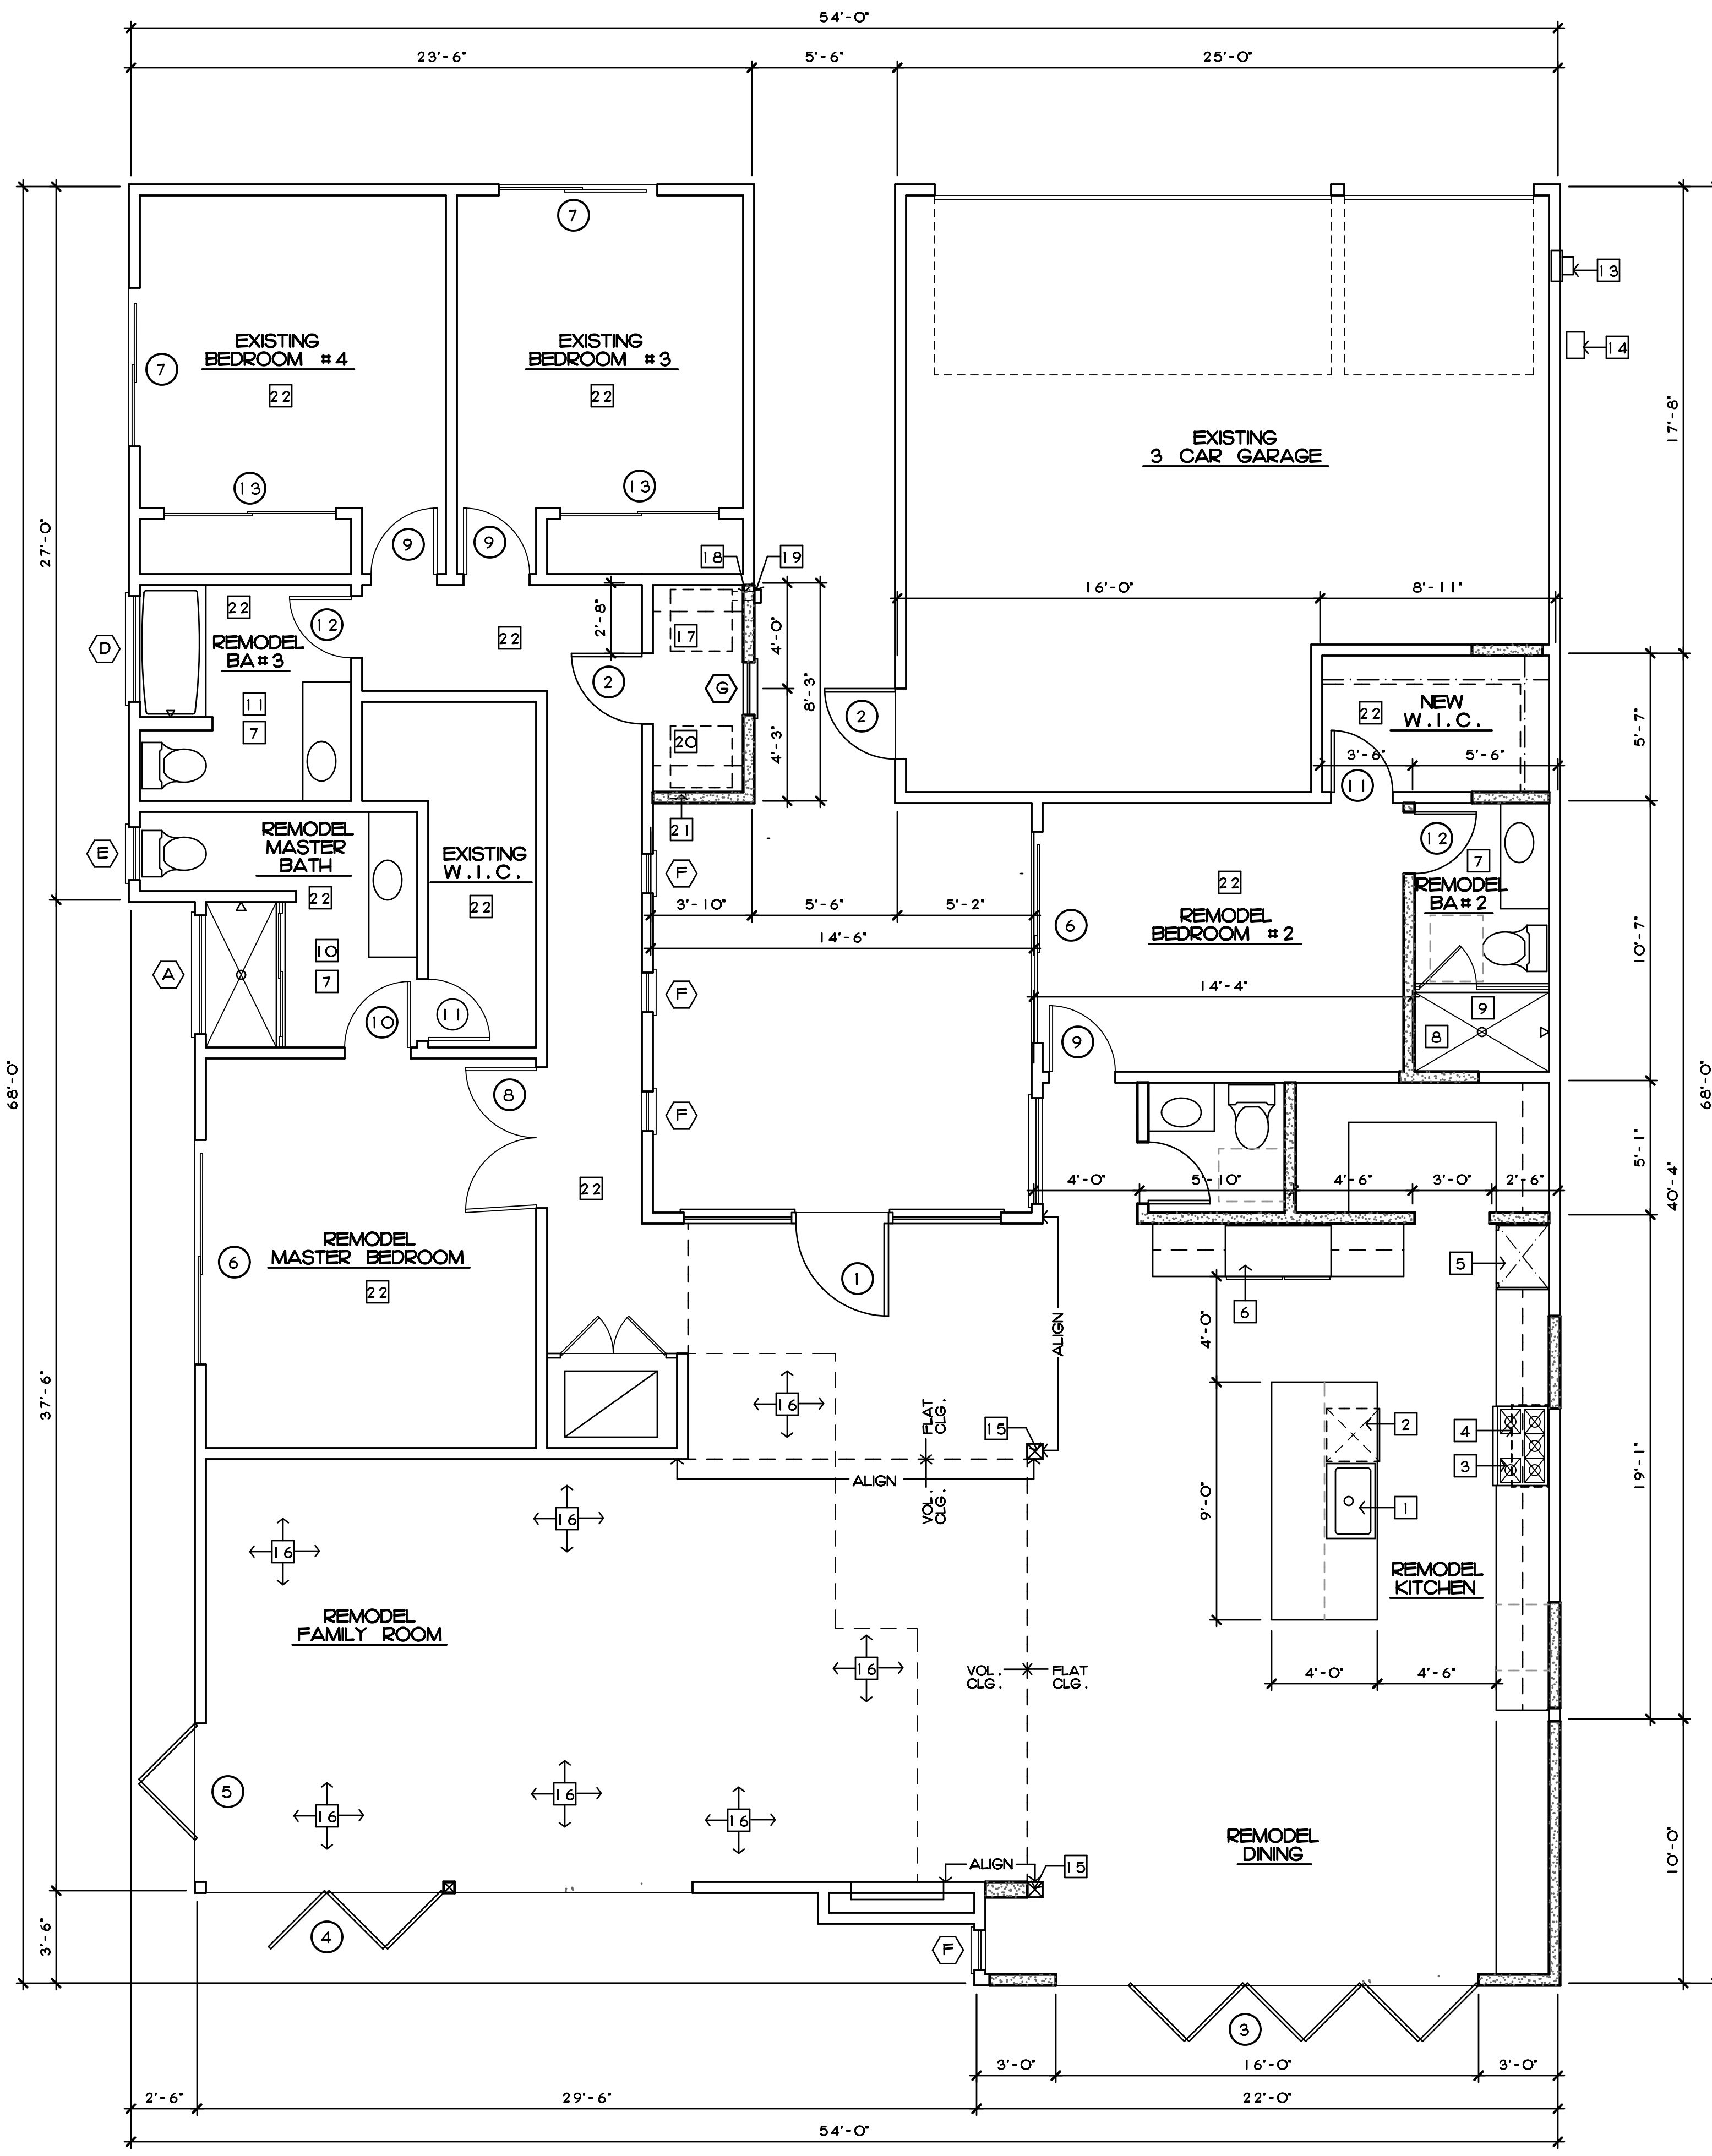 54'-0"
23'-6"
5'-6"
25'-0"
7
13
14
7
EXISTING
BEDROOM #4
22
EXISTING
BEDROOM #3
22
EXISTING
3 CAR GARAGE
17'-8"
27'-0"
13
13
9
9
18
19
16'-0"
8'-11"
D
22
12
REMODEL
BA#3
11
7
22
2'-8"
17
4'-0"
2
G
8'-3"
2
20
4'-3"
21
NEW
W.I.C.
22
3'-6"
5'-6"
11
5'-7"
E
REMODEL
MASTER
BATH
22
EXISTING
W.I.C.
22
F
12
7
REMODEL
BA#2
22
REMODEL
BEDROOM #2
6
3'-10"
5'-6"
5'-2"
14'-6"
10'-7"
A
10
7
10
11
F
14'-4"
9
8
9
68'-0"
68'-0"
8
F
22
4'-0"
5'-10"
4'-6"
3'-0"
2'-6"
5'-1"
40'-4"
6
REMODEL
MASTER BEDROOM
22
1
5
6
ALIGN
4'-0"
37'-6"
16
FLAT
CLG.
15
2
4
3
ALIGN
VOL.
CLG.
9'-0"
1
19'-1"
16
16
REMODEL
KITCHEN
REMODEL
FAMILY ROOM
16
VOL.
CLG.
FLAT
CLG.
4'-0"
4'-6"
5
16
16
16
REMODEL
DINING
10'-0"
ALIGN
15
3'-6"
4
F
3
3'-0"
16'-0"
3'-0"
2'-6"
29'-6"
22'-0"
54'-0"